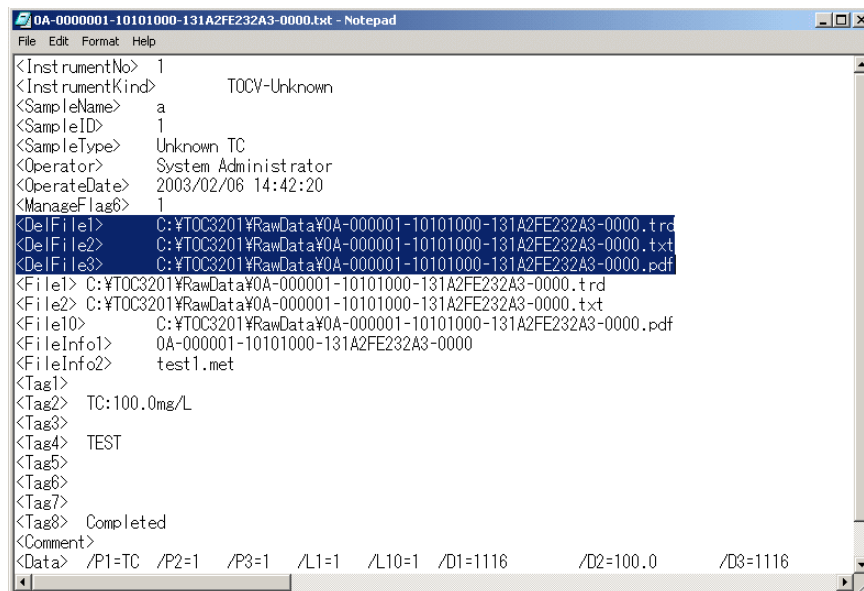 0A-0000001-10101000-131A2FE232A3-0000.txt - Notepad
File Edit Format Help
<InstrumentNo> 1
<InstrumentKind> TOCV-Unknown
<SampleName> a
<SampleID> 1
<SampleType> Unknown TC
<Operator> System Administrator
<OperateDate> 2003/02/06 14:42:20
<ManageFlag6> 1
<DelFile1> C:¥TOC3201¥RawData¥0A-000001-10101000-131A2FE232A3-0000.trd
<DelFile2> C:¥TOC3201¥RawData¥0A-000001-10101000-131A2FE232A3-0000.txt
<DelFile3> C:¥TOC3201¥RawData¥0A-000001-10101000-131A2FE232A3-0000.pdf
<File1> C:¥TOC3201¥RawData¥0A-000001-10101000-131A2FE232A3-0000.trd
<File2> C:¥TOC3201¥RawData¥0A-000001-10101000-131A2FE232A3-0000.txt
<File10> C:¥TOC3201¥RawData¥0A-000001-10101000-131A2FE232A3-0000.pdf
<FileInfo1> 0A-000001-10101000-131A2FE232A3-0000
<FileInfo2> test1.met
<Tag1>
<Tag2> TC:100.0mg/L
<Tag3>
<Tag4> TEST
<Tag5>
<Tag6>
<Tag7>
<Tag8> Completed
<Comment>
<Data> /P1=TC /P2=1 /P3=1 /L1=1 /L10=1 /D1=1116 /D2=100.0 /D3=1116